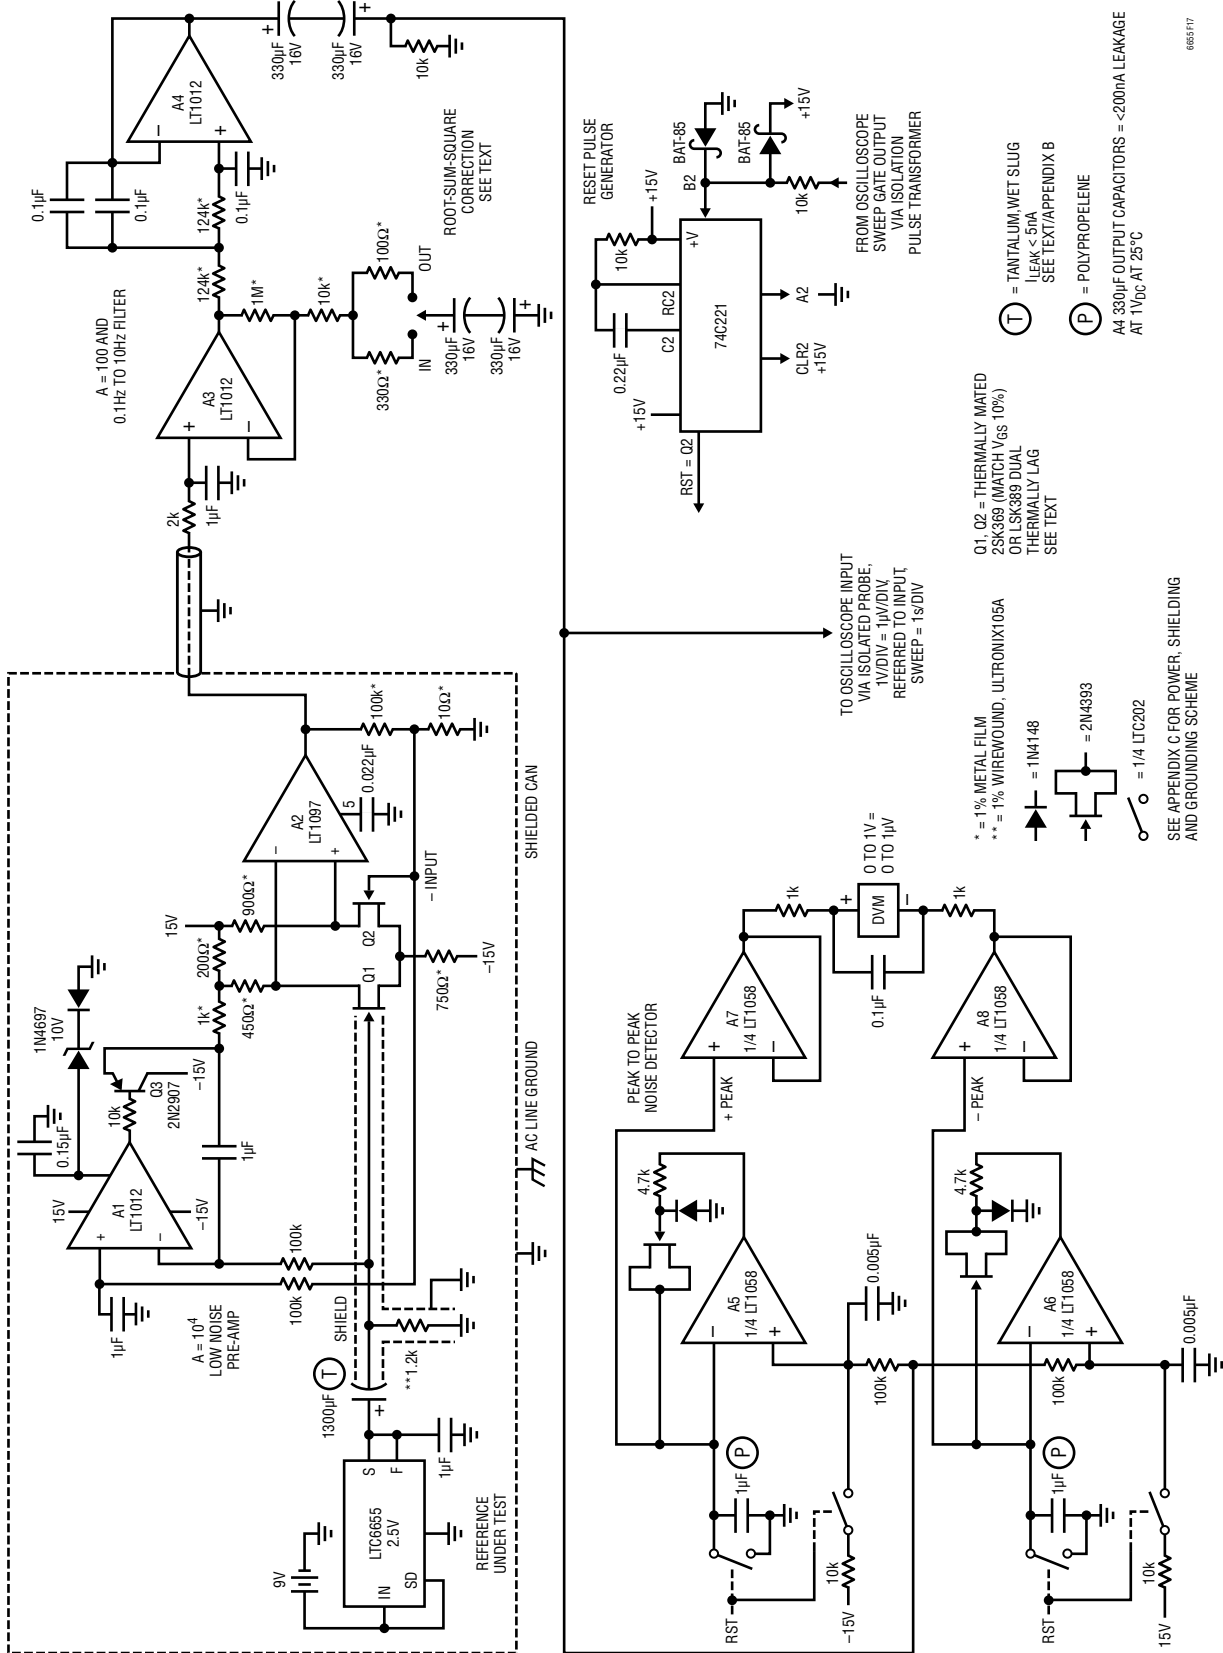 9V
IN
SD
LTC6655
2.5V
S
F
1µF
REFERENCE
UNDER TEST
1300µF
T
+
**1.2k
SHIELD
A = 10⁴
LOW NOISE
PRE-AMP
1µF
100k
100k
15V
+
–
A1
LT1012
–15V
0.15µF
1N4697
10V
10k
Q3
2N2907
–15V
1µF
1k*
200Ω*
15V
450Ω*
900Ω*
Q1
Q2
750Ω*
–15V
–
+
A2
LT1097
5
0.022µF
– INPUT
100k*
10Ω*
AC LINE GROUND
SHIELDED CAN
2k
1µF
A = 100 AND
0.1Hz TO 10Hz FILTER
+
–
A3
LT1012
124k*
1M*
10k*
330Ω*
100Ω*
IN
OUT
+
330µF
16V
330µF
16V
+
ROOT-SUM-SQUARE
CORRECTION
SEE TEXT
0.1µF
0.1µF
124k*
0.1µF
–
+
A4
LT1012
+
330µF
16V
330µF
16V
+
10k
RESET PULSE
GENERATOR
+15V
0.22µF
10k
+15V
C2
RC2
+V
74C221
RST = Q2
CLR2
+15V
A2
B2
BAT-85
BAT-85
+15V
10k
FROM OSCILLOSCOPE
SWEEP GATE OUTPUT
VIA ISOLATION
PULSE TRANSFORMER
TO OSCILLOSCOPE INPUT
VIA ISOLATED PROBE,
1V/DIV = 1µV/DIV,
REFERRED TO INPUT,
SWEEP = 1s/DIV
PEAK TO PEAK
NOISE DETECTOR
RST
P
1µF
10k
–15V
–
+
A5
1/4 LT1058
4.7k
100k
0.005µF
+ PEAK
+
–
A7
1/4 LT1058
1k
+
DVM
–
0 TO 1V =
0 TO 1µV
0.1µF
1k
RST
P
1µF
10k
15V
–
+
A6
1/4 LT1058
4.7k
100k
0.005µF
– PEAK
+
–
A8
1/4 LT1058
* = 1% METAL FILM
** = 1% WIREWOUND, ULTRONIX105A
= 1N4148
= 2N4393
= 1/4 LTC202
SEE APPENDIX C FOR POWER, SHIELDING
AND GROUNDING SCHEME
Q1, Q2 = THERMALLY MATED
2SK369 (MATCH VGS 10%)
OR LSK389 DUAL
THERMALLY LAG
SEE TEXT
T = TANTALUM,WET SLUG
ILEAK < 5nA
SEE TEXT/APPENDIX B
P = POLYPROPELENE
A4 330µF OUTPUT CAPACITORS = <200nA LEAKAGE
AT 1VDC AT 25°C
6655 F17